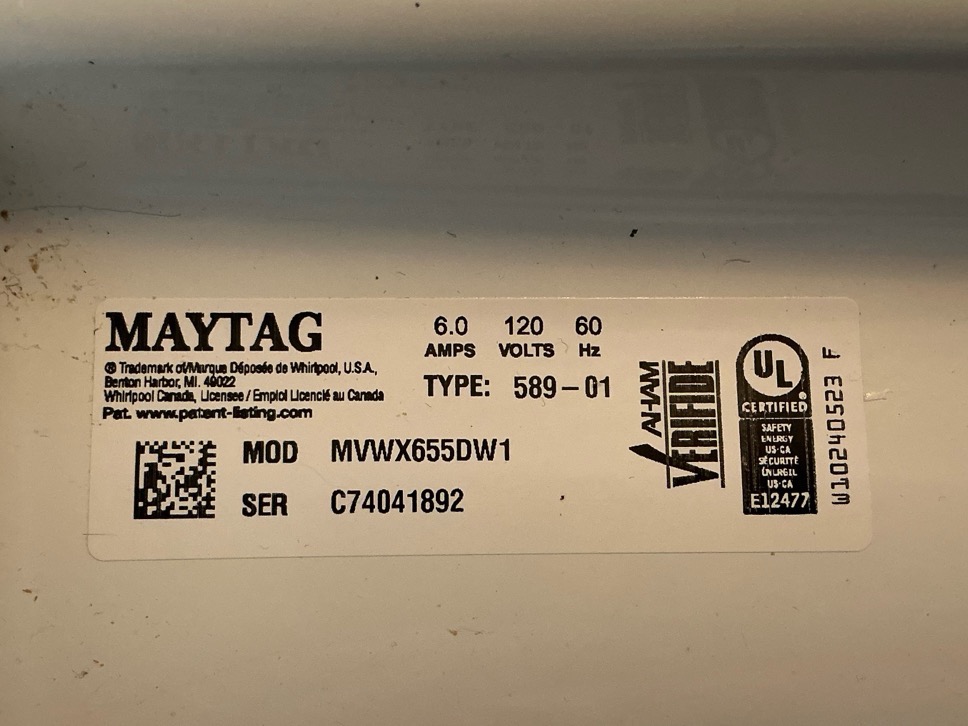 MAYTAG
® Trademark of/Marque Déposée de Whirlpool, U.S.A.,
Benton Harbor, MI. 49022
Whirlpool Canada, Licensee / Emploi Licencié au Canada
Pat. www.patent-listing.com
6.0 120 60
AMPS VOLTS Hz
TYPE: 589-01
MOD MVWX655DW1
SER C74041892
AHAM
VERIFIDE
UL
®
CERTIFIED
SAFETY
ENERGY
US-CA
SÉCURITÉ
ÉNERGIE
US-CA
E12477
W10240523 F